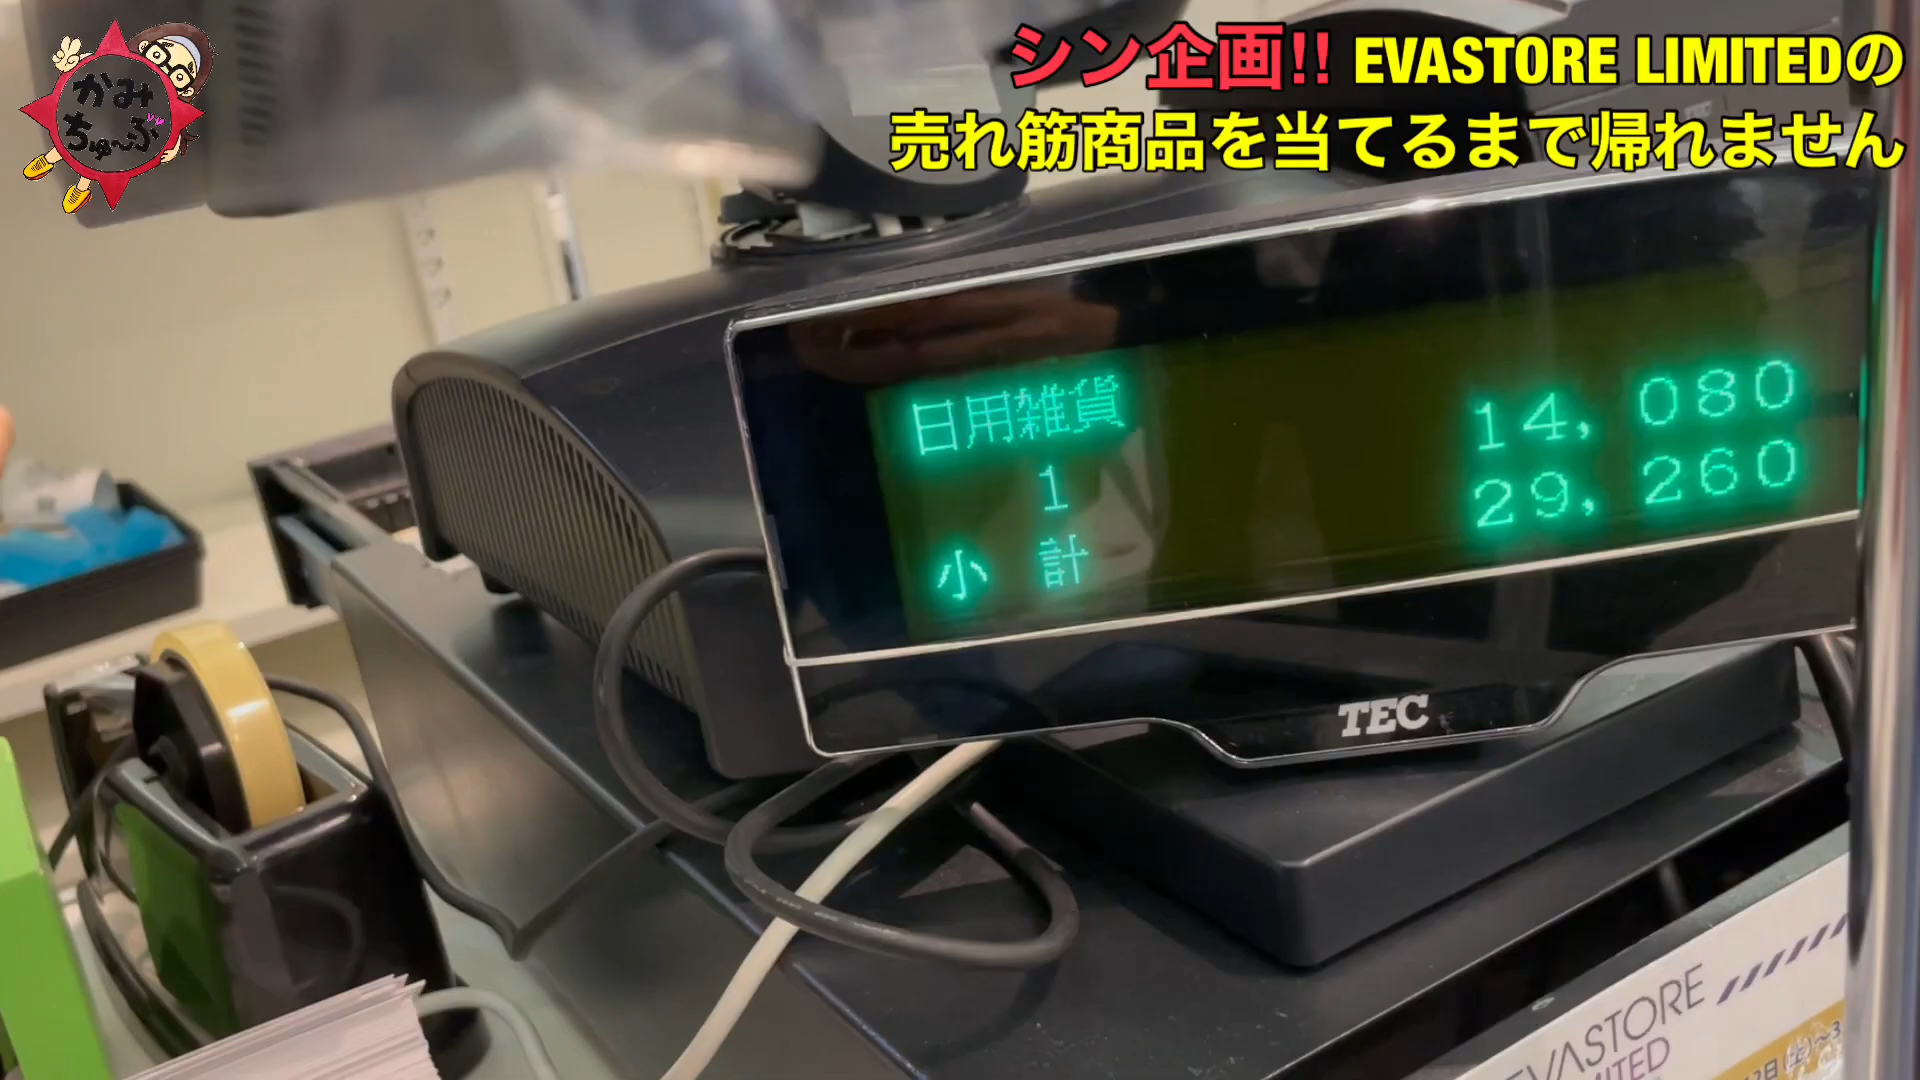 かみ
ちゅ~ぶ
シン企画!! EVASTORE LIMITEDの
売れ筋商品を当てるまで帰れません
日用雑貨 14,080
1 29,260
小 計
TEC
EVASTORE
LIMITED